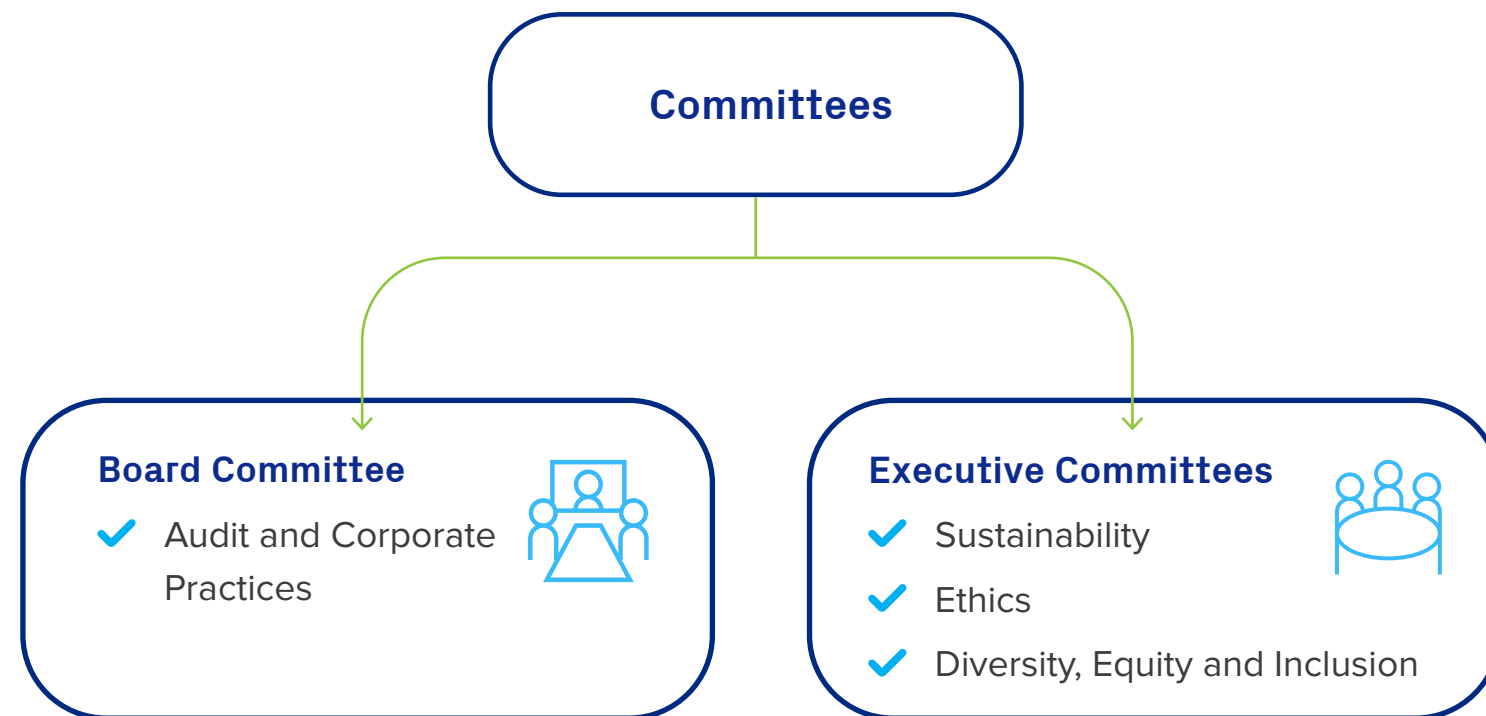 Committees
Board Committee
Audit and Corporate
Practices
Executive Committees
Sustainability
Ethics
Diversity, Equity and Inclusion